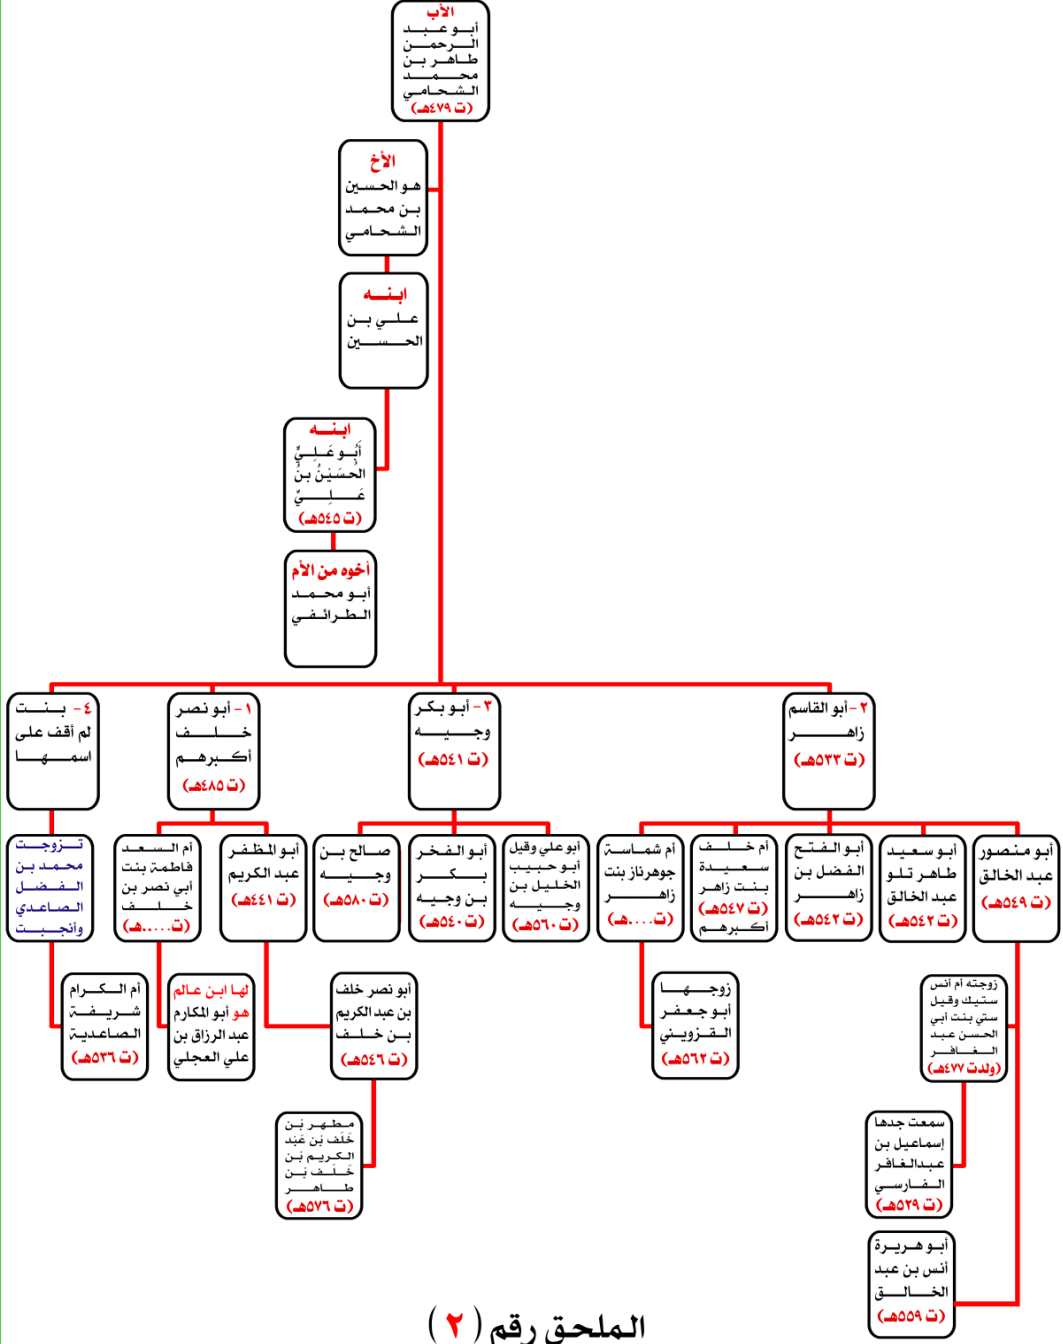 الأب
أبو عبد
الرحمن
طاهر بن
محمد
الشحامي
(ت ٤٧٩هـ)
الأخ
هو الحسين
بن محمد
الشحامي
ابنه
علي بن
الحسين
ابنه
أَبُو عَلِيٍّ
الحُسَيْنُ بنُ
عَلِيٍّ
(ت ٥٤٥هـ)
أخوه من الأم
أبو محمد
الطرائفي
٢- أبو القاسم
زاهر
(ت ٥٣٣هـ)
٣- أبو بكر
وجيه
(ت ٥٤١هـ)
١- أبو نصر
خلف
أكبرهم
(ت ٤٨٥هـ)
٤- بنت
لم أقف على
اسمها
أبو منصور
عبد الخالق
(ت ٥٤٩هـ)
أبو سعيد
طاهر تلو
عبد الخالق
(ت ٥٤٢هـ)
أبو الفتح
الفضل بن
زاهر
(ت ٥٤٢هـ)
أم خلف
سعيدة
بنت زاهر
(ت ٥٤٧هـ)
أكبرهم
أم شماسة
جوهرناز بنت
زاهر
(ت ....هـ)
أبو علي وقيل
أبو حبيب
الخليل بن
وجيه
(ت ٥٦٠هـ)
أبو الفخر
بكر
بن وجيه
(ت ٥٤٠هـ)
صالح بن
وجيه
(ت ٥٨٠هـ)
أبو المظفر
عبد الكريم
(ت ٤٤١هـ)
أم السعد
فاطمة بنت
أبي نصر بن
خلف
(ت .....هـ)
تزوجت
محمد بن
الفضل
الصاعدي
وأنجبت
زوجته أم أنس
ستيك وقيل
ستي بنت أبي
الحسن عبد
الغافر
(ولدت ٤٧٧هـ)
زوجها
أبو جعفر
القزويني
(ت ٥٦٢هـ)
أبو نصر خلف
بن عبد الكريم
بن خلف
(ت ٥٤٦هـ)
لها ابن عالم
هو أبو المكارم
عبد الرزاق بن
علي العجلي
أم الكرام
شريفة
الصاعدية
(ت ٥٣٦هـ)
سمعت جدها
إسماعيل بن
عبدالغافر
الفارسي
(ت ٥٢٩هـ)
مطهر بْن
خَلَف بْن عَبْد
الكريم بْن
خَلَف بْن
طاهر
(ت ٥٧٦هـ)
أبو هريرة
أنس بن عبد
الخالق
(ت ٥٥٩هـ)
الملحق رقم ( ٢ )